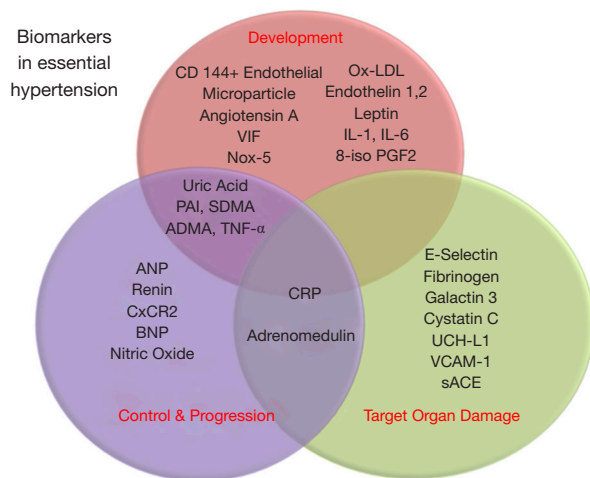 Biomarkers
in essential
hypertension
Development
CD 144+ Endothelial
Microparticle
Angiotensin A
VIF
Nox-5
Ox-LDL
Endothelin 1,2
Leptin
IL-1, IL-6
8-iso PGF2
Uric Acid
PAI, SDMA
ADMA, TNF-α
ANP
Renin
CxCR2
BNP
Nitric Oxide
CRP
Adrenomedulin
E-Selectin
Fibrinogen
Galactin 3
Cystatin C
UCH-L1
VCAM-1
sACE
Control & Progression
Target Organ Damage